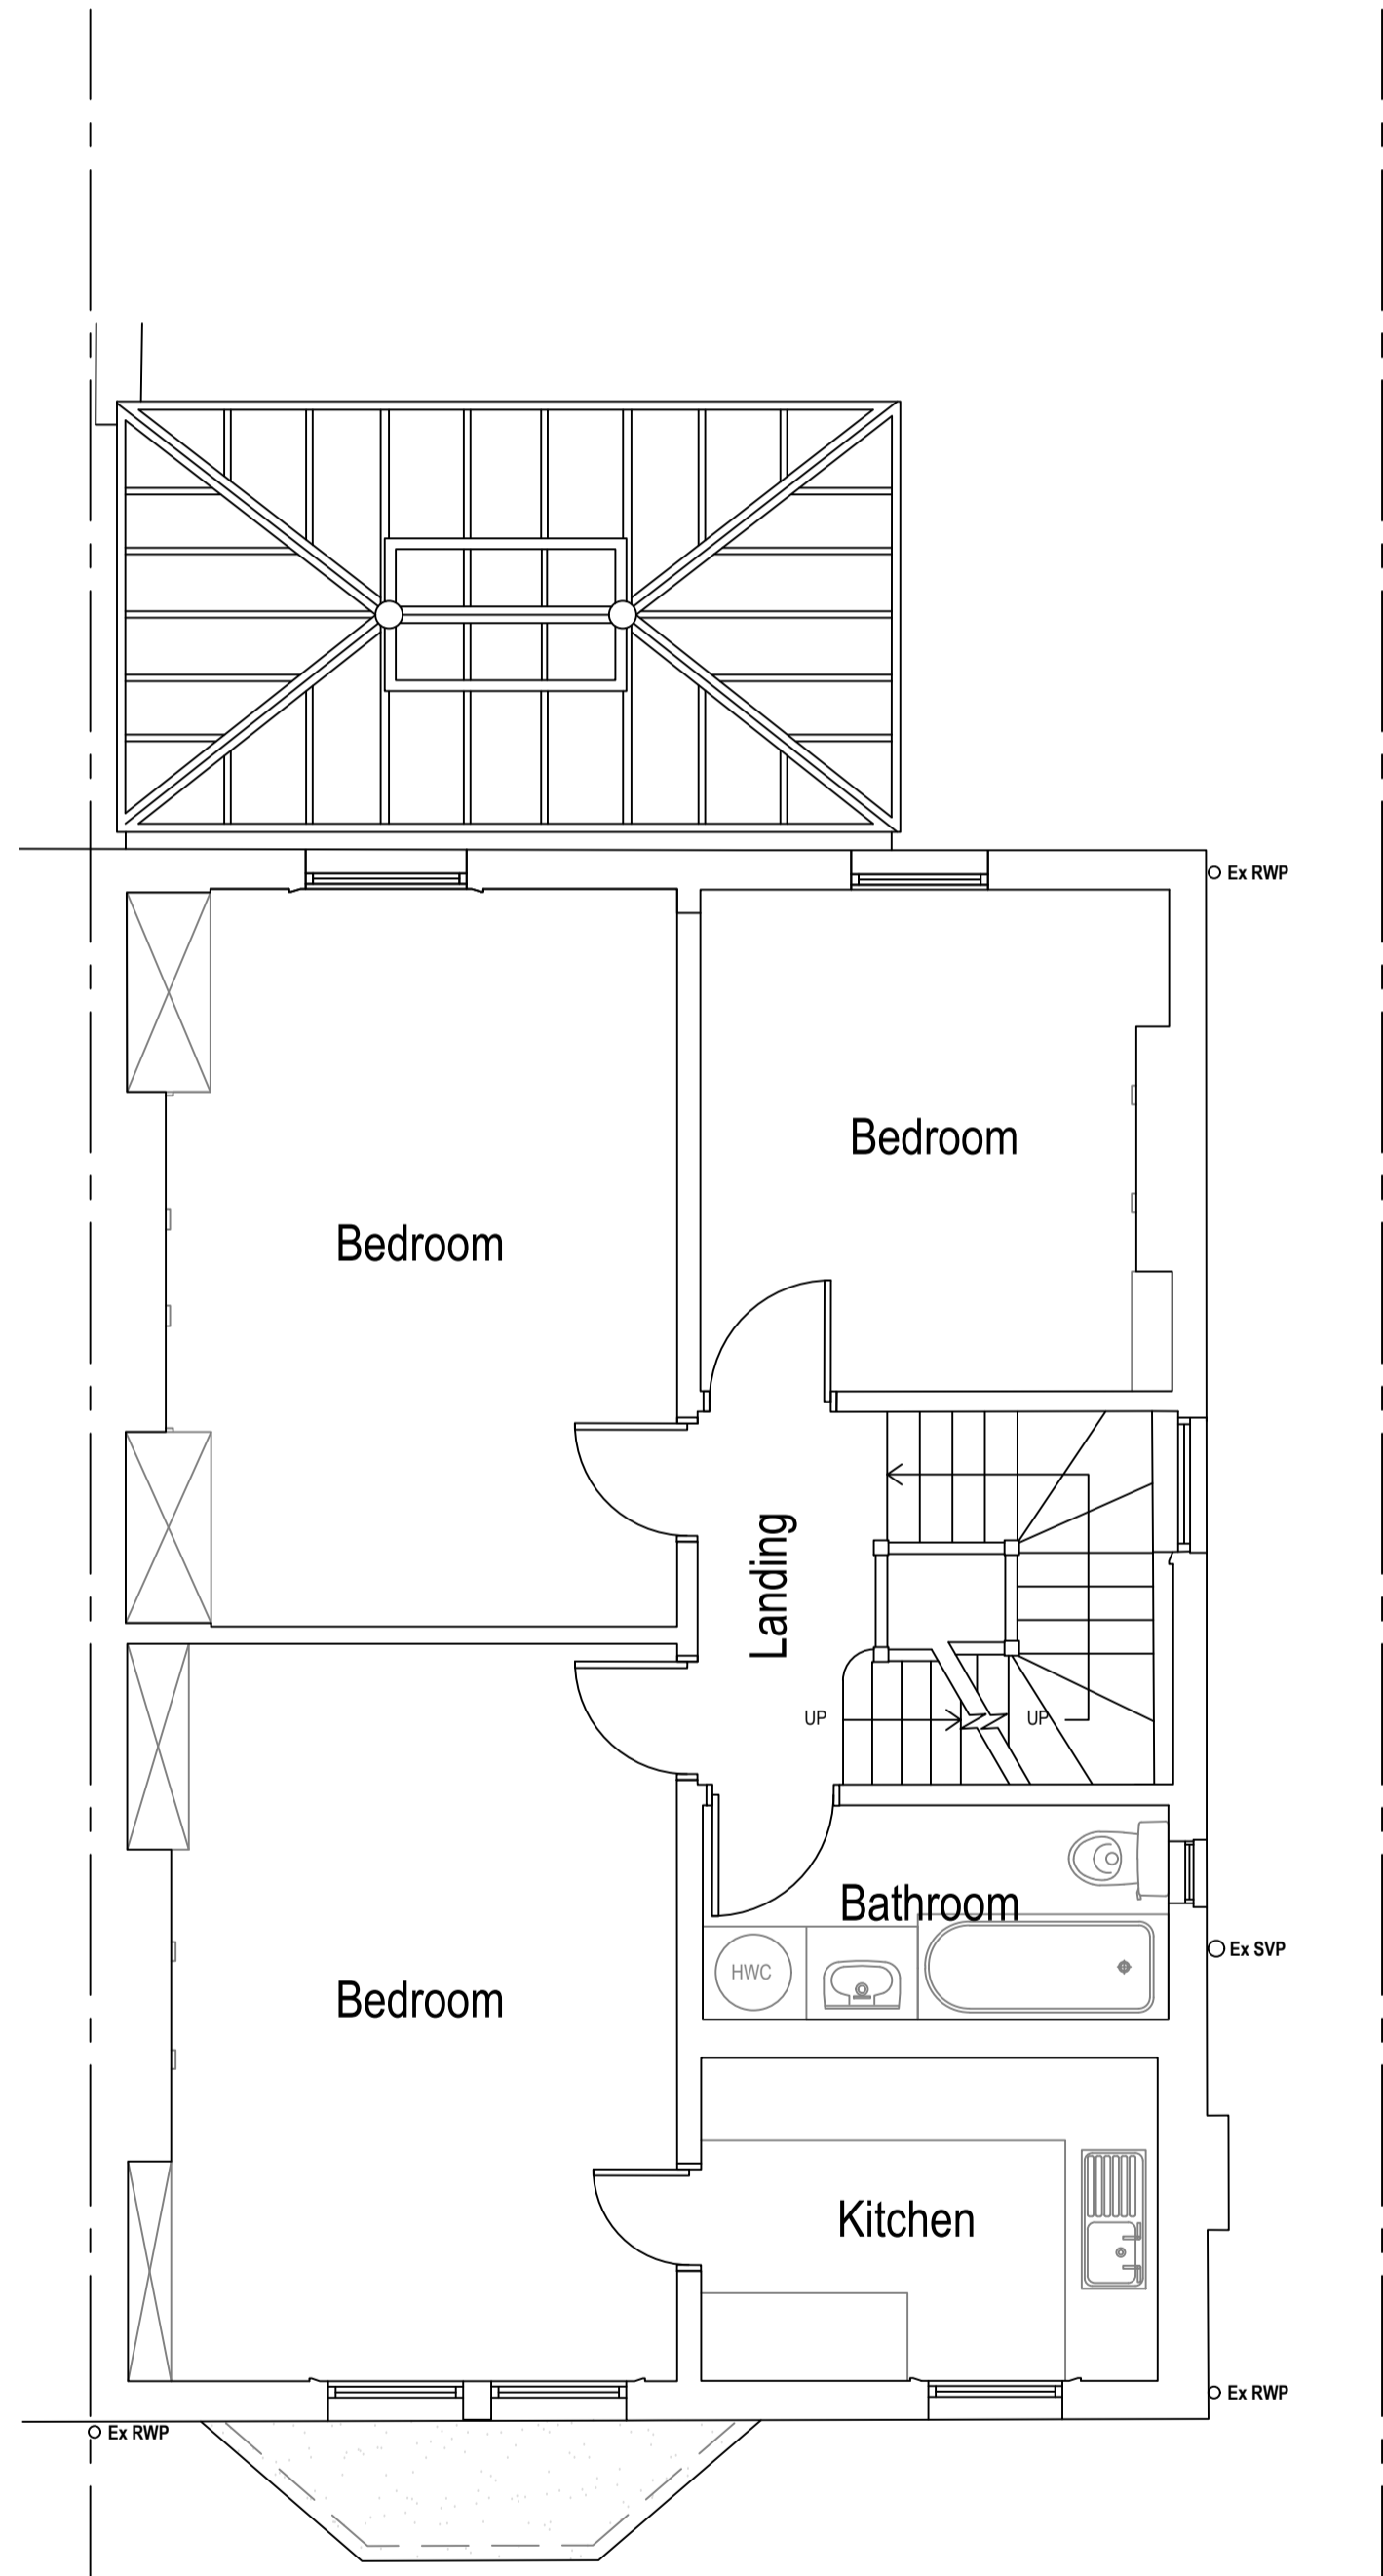 Ex RWP
Bedroom
Bedroom
Landing
UP
UP
Bathroom
HWC
Ex SVP
Bedroom
Kitchen
Ex RWP
Ex RWP